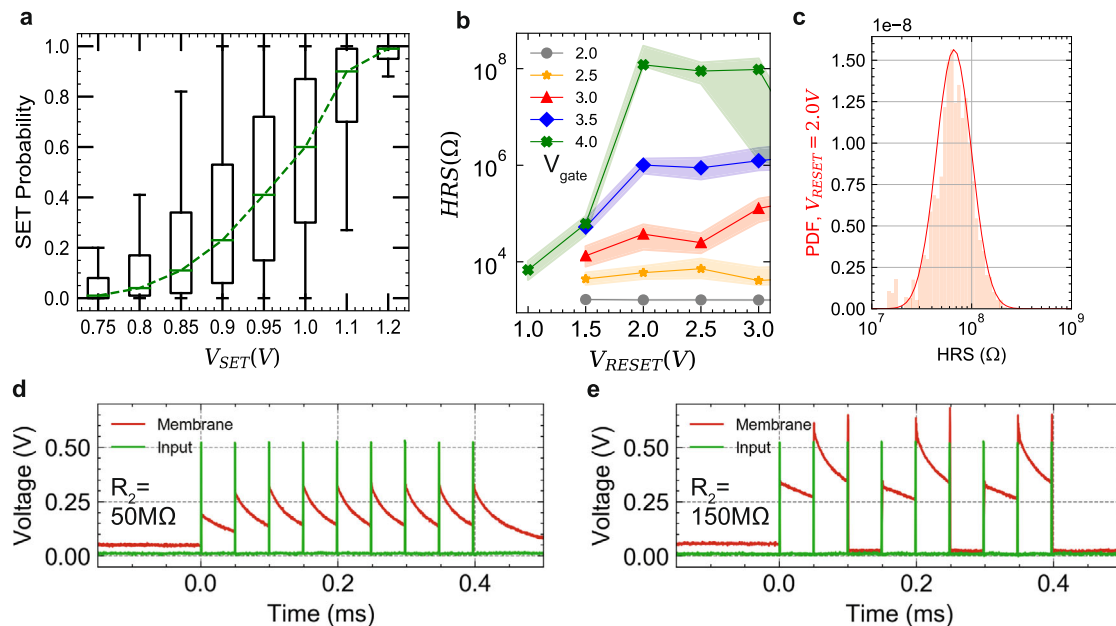 a
SET Probability
1.0
0.8
0.6
0.4
0.2
0.0
0.75 0.8 0.85 0.9 0.95 1.0 1.1 1.2
V_SET(V)
b
HRS(Ω)
10^8
10^6
10^4
2.0
2.5
3.0
3.5
4.0
V_gate
1.0 1.5 2.0 2.5 3.0
V_RESET(V)
c
1e−8
PDF, V_RESET = 2.0V
1.50
1.25
1.00
0.75
0.50
0.25
0.00
10^7 10^8 10^9
HRS (Ω)
d
Voltage (V)
0.50
0.25
0.00
Membrane
Input
R_2=
50MΩ
0.0 0.2 0.4
Time (ms)
e
Voltage (V)
0.50
0.25
0.00
Membrane
Input
R_2=
150MΩ
0.0 0.2 0.4
Time (ms)